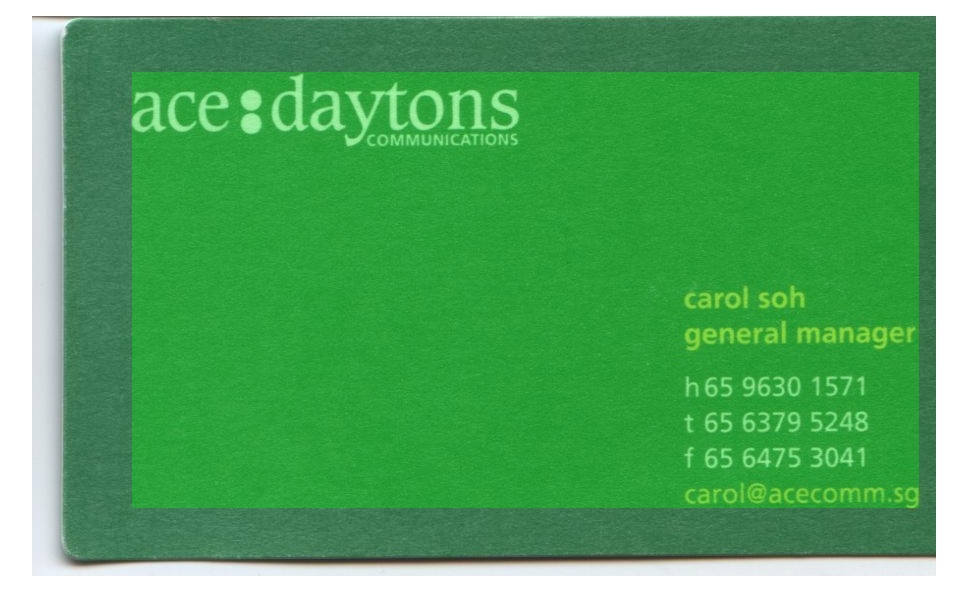 ace:daytons
COMMUNICATIONS
carol soh
general manager
h 65 9630 1571
t 65 6379 5248
f 65 6475 3041
carol@acecomm.sg